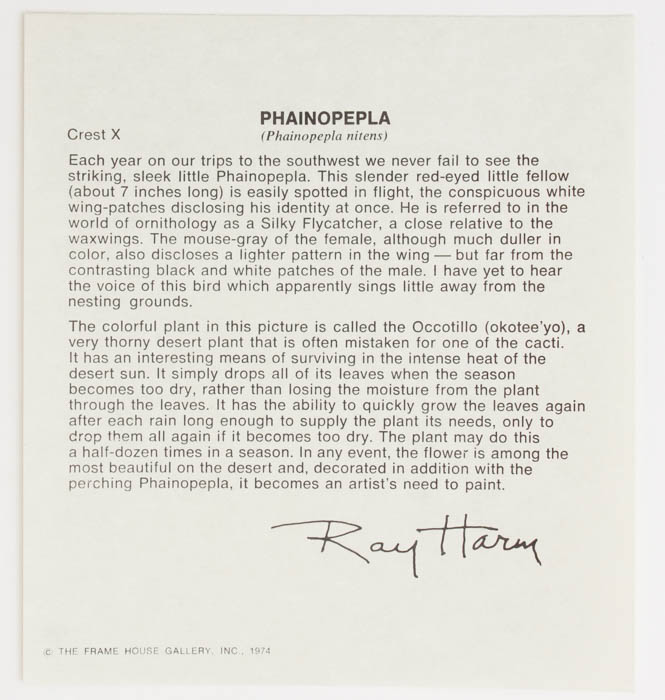 PHAINOPEPLA
Crest X
(Phainopepla nitens)
Each year on our trips to the southwest we never fail to see the
striking, sleek little Phainopepla. This slender red-eyed little fellow
(about 7 inches long) is easily spotted in flight, the conspicuous white
wing-patches disclosing his identity at once. He is referred to in the
world of ornithology as a Silky Flycatcher, a close relative to the
waxwings. The mouse-gray of the female, although much duller in
color, also discloses a lighter pattern in the wing — but far from the
contrasting black and white patches of the male. I have yet to hear
the voice of this bird which apparently sings little away from the
nesting grounds.
The colorful plant in this picture is called the Occotillo (okotee'yo), a
very thorny desert plant that is often mistaken for one of the cacti.
It has an interesting means of surviving in the intense heat of the
desert sun. It simply drops all of its leaves when the season
becomes too dry, rather than losing the moisture from the plant
through the leaves. It has the ability to quickly grow the leaves again
after each rain long enough to supply the plant its needs, only to
drop them all again if it becomes too dry. The plant may do this
a half-dozen times in a season. In any event, the flower is among the
most beautiful on the desert and, decorated in addition with the
perching Phainopepla, it becomes an artist's need to paint.
Ray Harm
© THE FRAME HOUSE GALLERY, INC., 1974